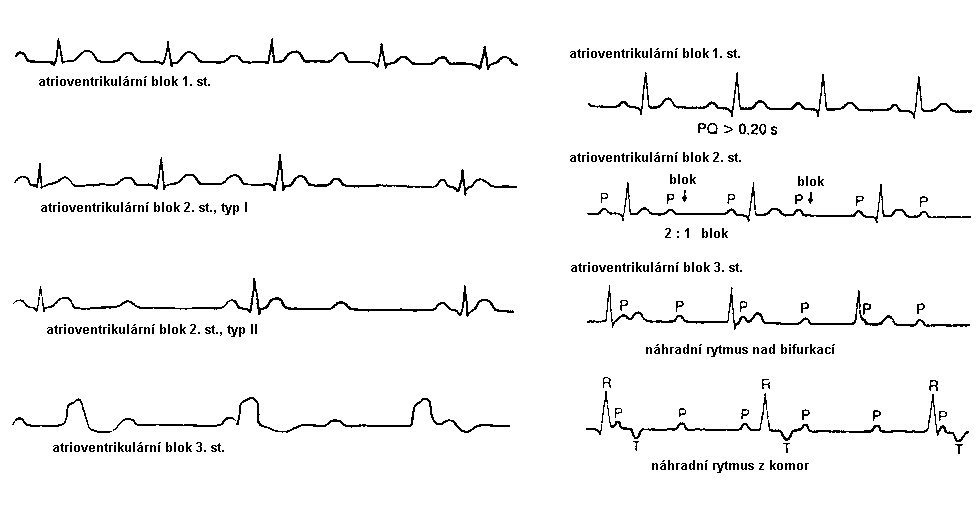 atrioventrikulární blok 1. st.
atrioventrikulární blok 2. st., typ I
atrioventrikulární blok 2. st., typ II
atrioventrikulární blok 3. st.
atrioventrikulární blok 1. st.
PQ > 0.20 s
atrioventrikulární blok 2. st.
blok blok
P P P P P P
2 : 1 blok
atrioventrikulární blok 3. st.
P P P P P P
náhradní rytmus nad bifurkací
R R R
P P P P P P
T T T
náhradní rytmus z komor